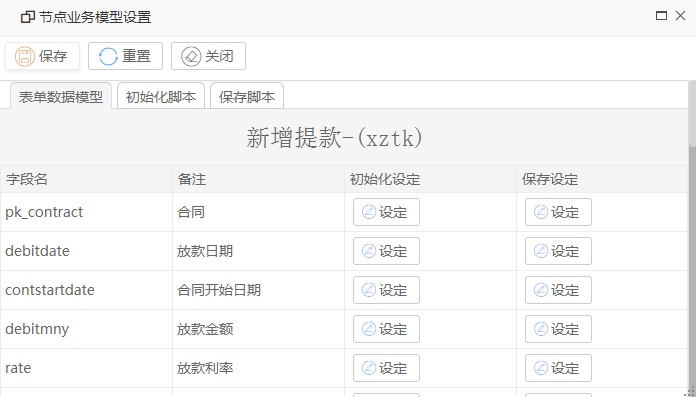 节点业务模型设置
保存 重置 关闭
表单数据模型 初始化脚本 保存脚本
新增提款-(xztk)
字段名 备注 初始化设定 保存设定
pk_contract 合同 设定 设定
debitdate 放款日期 设定 设定
contstartdate 合同开始日期 设定 设定
debitmny 放款金额 设定 设定
rate 放款利率 设定 设定